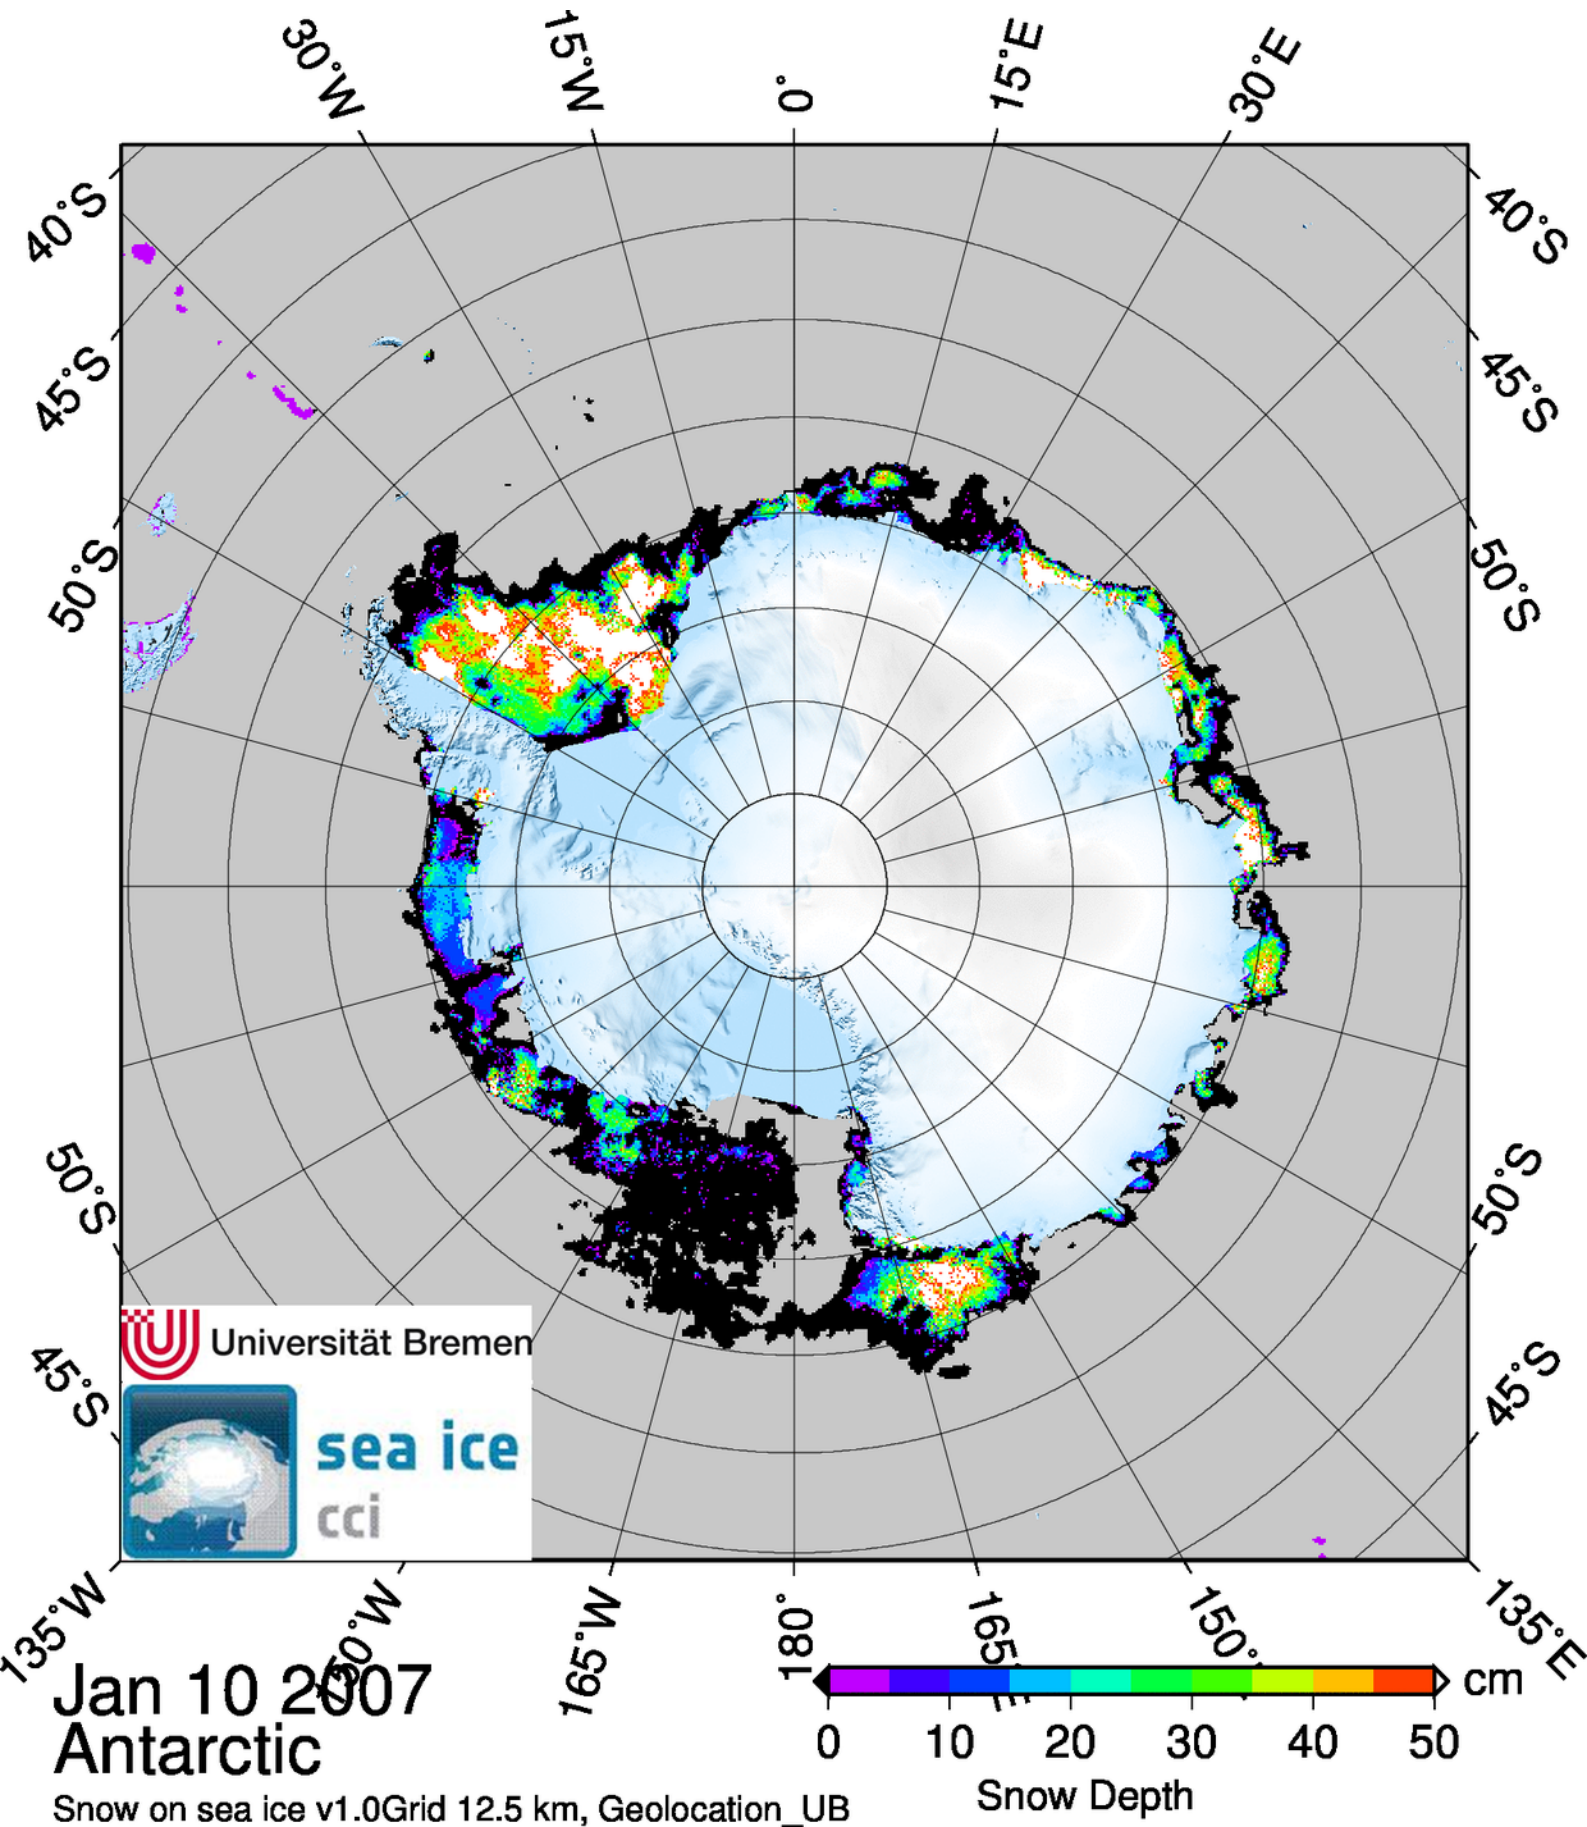 30°W 15°W 0° 15°E 30°E
40°S 40°S
45°S 45°S
50°S 50°S
50°S 50°S
45°S 45°S
Universität Bremen
sea ice
cci
135°W 150°W 165°W 180° 165°E 150° 135°E
Jan 10 2007
Antarctic
Snow on sea ice v1.0Grid 12.5 km, Geolocation_UB
cm
0 10 20 30 40 50
Snow Depth